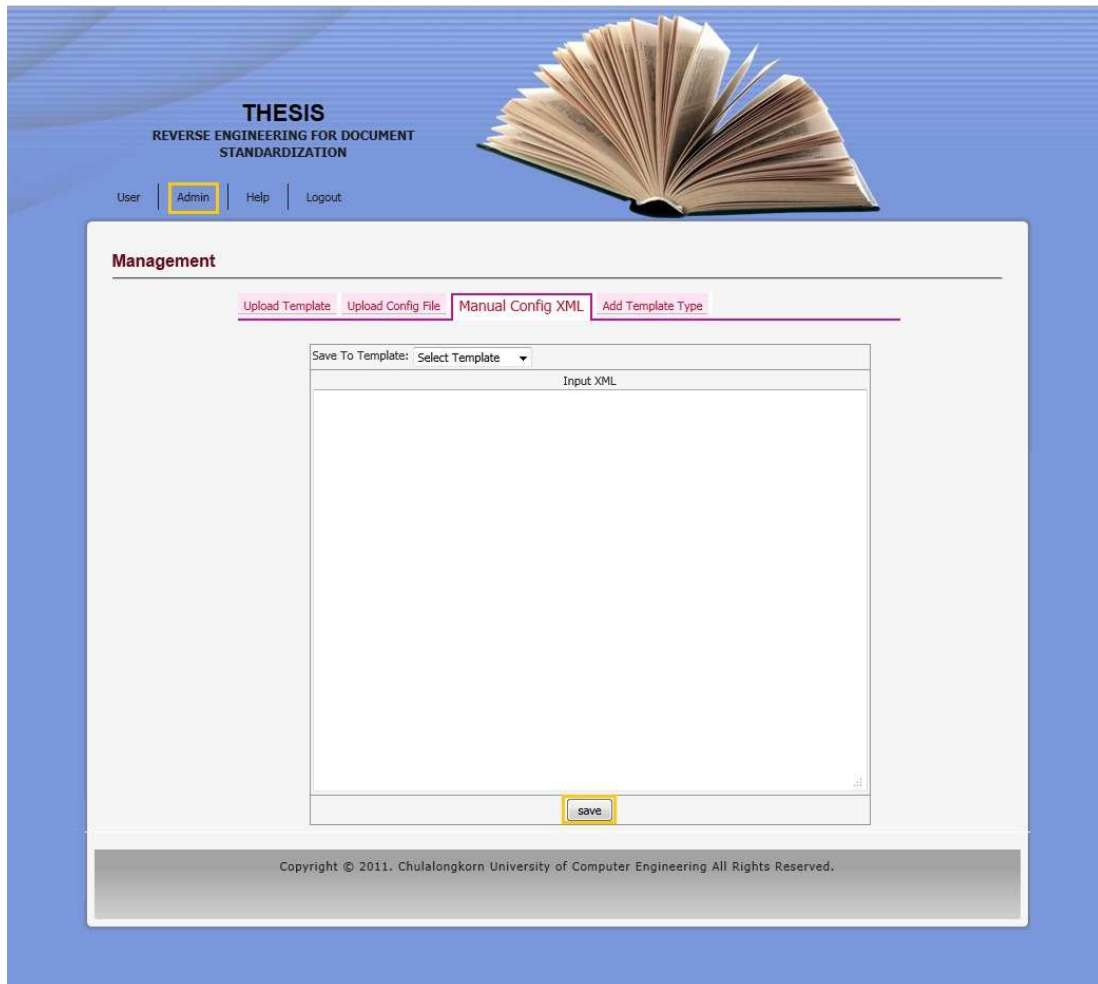 THESIS
REVERSE ENGINEERING FOR DOCUMENT
STANDARDIZATION
User Admin Help Logout
Management
Upload Template Upload Config File Manual Config XML Add Template Type
Save To Template: Select Template
Input XML
save
Copyright © 2011. Chulalongkorn University of Computer Engineering All Rights Reserved.